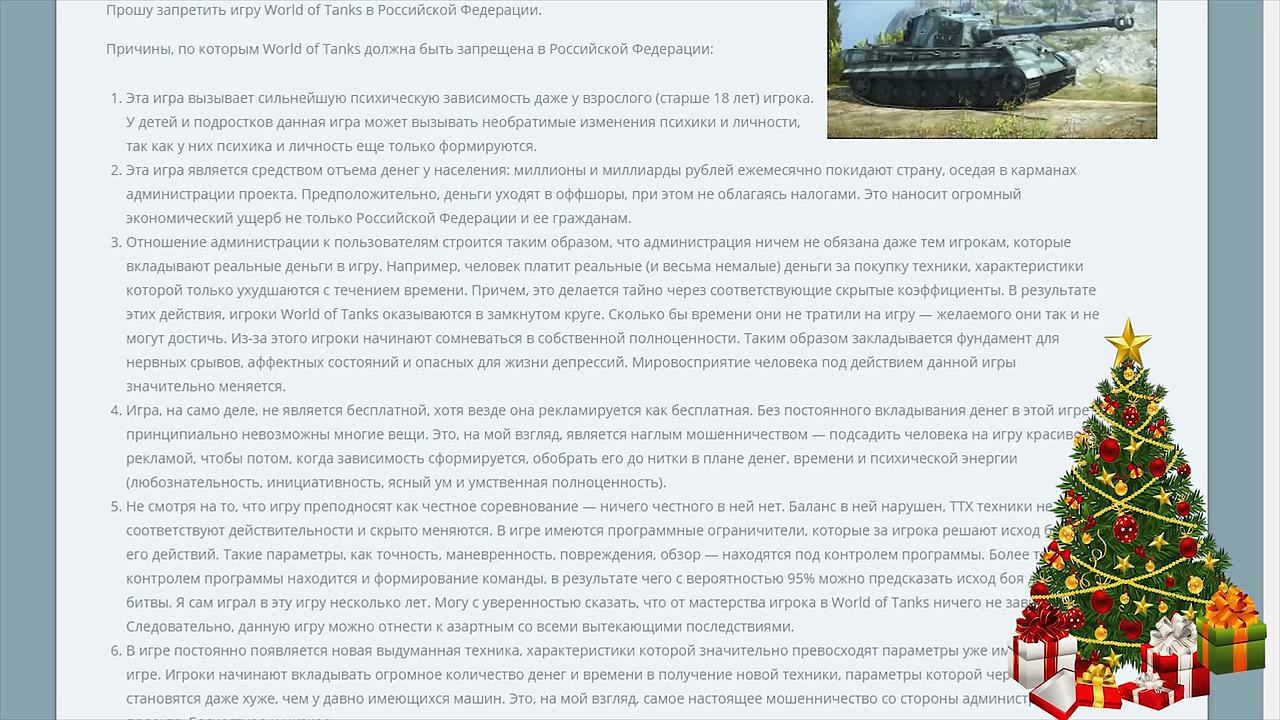 Прошу запретить игру World of Tanks в Российской Федерации.
Причины, по которым World of Tanks должна быть запрещена в Российской Федерации:
1. Эта игра вызывает сильнейшую психическую зависимость даже у взрослого (старше 18 лет) игрока.
У детей и подростков данная игра может вызывать необратимые изменения психики и личности,
так как у них психика и личность еще только формируются.
2. Эта игра является средством отъема денег у населения: миллионы и миллиарды рублей ежемесячно покидают страну, оседая в карманах
администрации проекта. Предположительно, деньги уходят в оффшоры, при этом не облагаясь налогами. Это наносит огромный
экономический ущерб не только Российской Федерации и ее гражданам.
3. Отношение администрации к пользователям строится таким образом, что администрация ничем не обязана даже тем игрокам, которые
вкладывают реальные деньги в игру. Например, человек платит реальные (и весьма немалые) деньги за покупку техники, характеристики
которой только ухудшаются с течением времени. Причем, это делается тайно через соответствующие скрытые коэффициенты. В результате
этих действия, игроки World of Tanks оказываются в замкнутом круге. Сколько бы времени они не тратили на игру — желаемого они так и не
могут достичь. Из-за этого игроки начинают сомневаться в собственной полноценности. Таким образом закладывается фундамент для
нервных срывов, аффектных состояний и опасных для жизни депрессий. Мировосприятие человека под действием данной игры
значительно меняется.
4. Игра, на само деле, не является бесплатной, хотя везде она рекламируется как бесплатная. Без постоянного вкладывания денег в этой игре
принципиально невозможны многие вещи. Это, на мой взгляд, является наглым мошенничеством — подсадить человека на игру
рекламой, чтобы потом, когда зависимость сформируется, обобрать его до нитки в плане денег, времени и психической энергии
(любознательность, инициативность, ясный ум и умственная полноценность).
5. Не смотря на то, что игру преподносят как честное соревнование — ничего честного в ней нет. Баланс в ней нарушен, ТТХ техники не
соответствуют действительности и скрыто меняются. В игре имеются программные ограничители, которые за игрока решают исход
его действий. Такие параметры, как точность, маневренность, повреждения, обзор — находятся под контролем программы. Более
контролем программы находится и формирование команды, в результате чего с вероятностью 95% можно предсказать исход боя
битвы. Я сам играл в эту игру несколько лет. Могу с уверенностью сказать, что от мастерства игрока в World of Tanks ничего не
Следовательно, данную игру можно отнести к азартным со всеми вытекающими последствиями.
6. В игре постоянно появляется новая выдуманная техника, характеристики которой значительно превосходят параметры уже
игре. Игроки начинают вкладывать огромное количество денег и времени в получение новой техники, параметры которой
становятся даже хуже, чем у давно имеющихся машин. Это, на мой взгляд, самое настоящее мошенничество со стороны